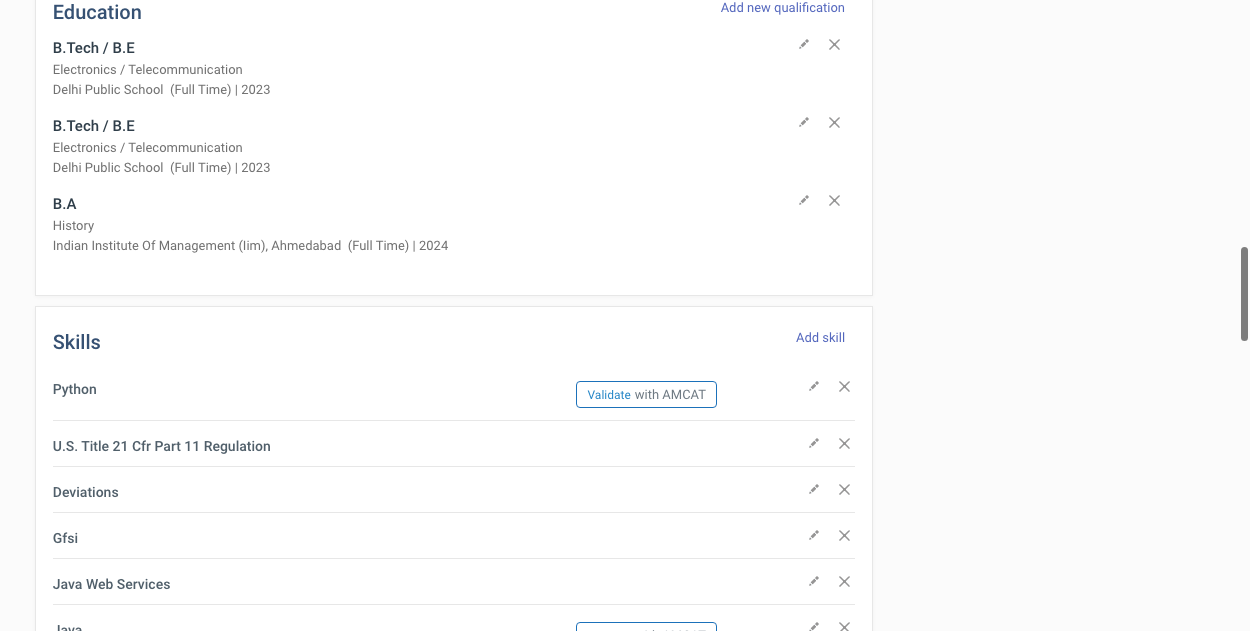 Education
Add new qualification
B.Tech / B.E
Electronics / Telecommunication
Delhi Public School (Full Time) | 2023
B.Tech / B.E
Electronics / Telecommunication
Delhi Public School (Full Time) | 2023
B.A
History
Indian Institute Of Management (Iim), Ahmedabad (Full Time) | 2024
Skills
Add skill
Python
Validate with AMCAT
U.S. Title 21 Cfr Part 11 Regulation
Deviations
Gfsi
Java Web Services
Java